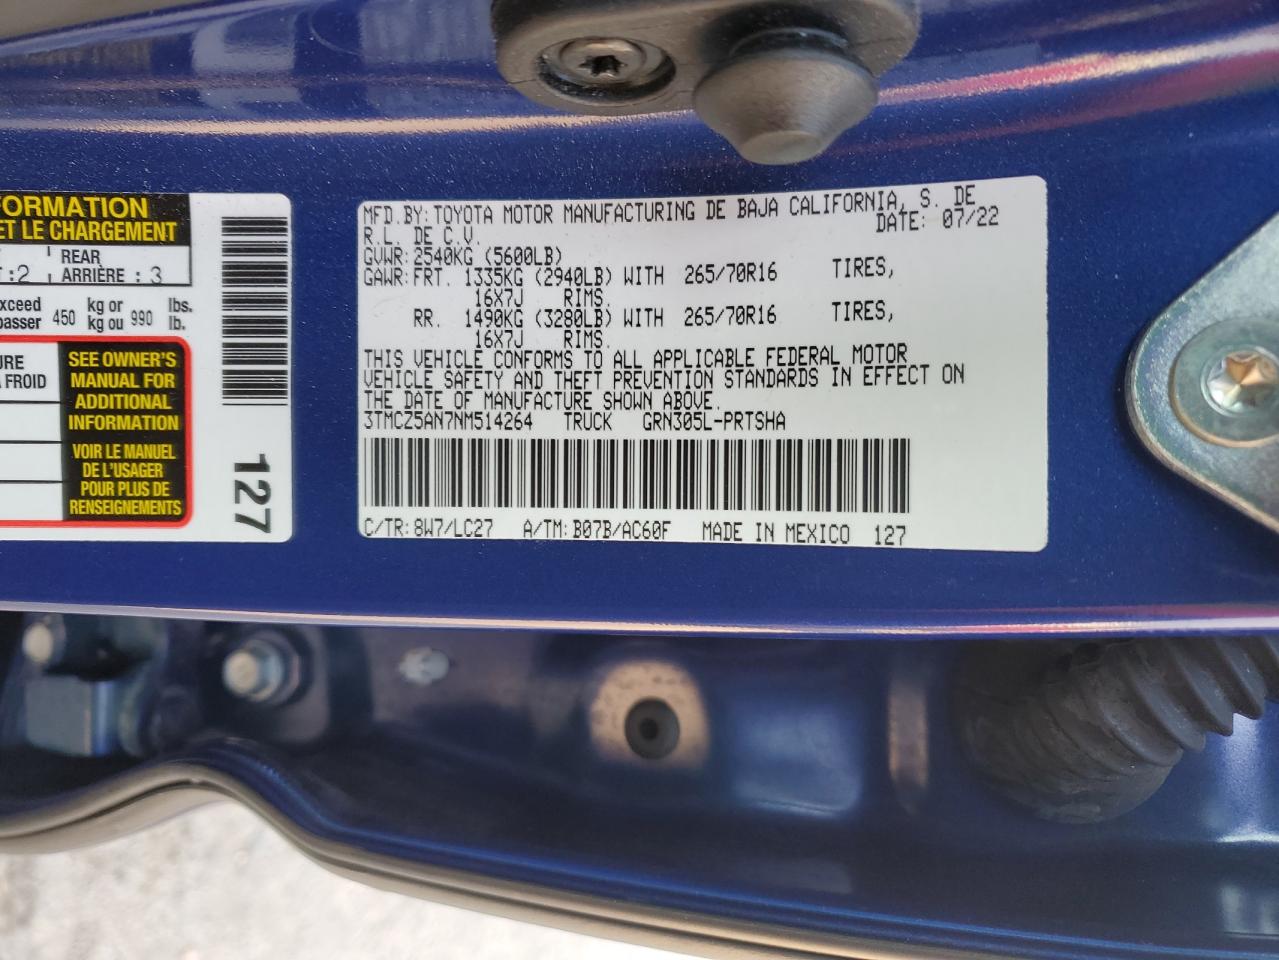 FORMATION
ET LE CHARGEMENT
:2 REAR
ARRIÈRE : 3
exceed 450 kg or 990 lbs.
kg ou lb.
A FROID
SEE OWNER'S
MANUAL FOR
ADDITIONAL
INFORMATION
VOIR LE MANUEL
DE L'USAGER
POUR PLUS DE
RENSEIGNEMENTS
127
MFD.BY: TOYOTA MOTOR MANUFACTURING DE BAJA CALIFORNIA, S. DE
R.L. DE C.V. DATE: 07/22
GVWR: 2540KG (5600LB)
GAWR: FRT. 1335KG (2940LB) WITH 265/70R16 TIRES,
16X7J RIMS.
RR. 1490KG (3280LB) WITH 265/70R16 TIRES,
16X7J RIMS.
THIS VEHICLE CONFORMS TO ALL APPLICABLE FEDERAL MOTOR
VEHICLE SAFETY AND THEFT PREVENTION STANDARDS IN EFFECT ON
THE DATE OF MANUFACTURE SHOWN ABOVE.
3TMCZ5AN7NM514264 TRUCK GRN305L-PRTSHA
C/TR: 8W7/LC27 A/TM: B07B/AC60F MADE IN MEXICO 127